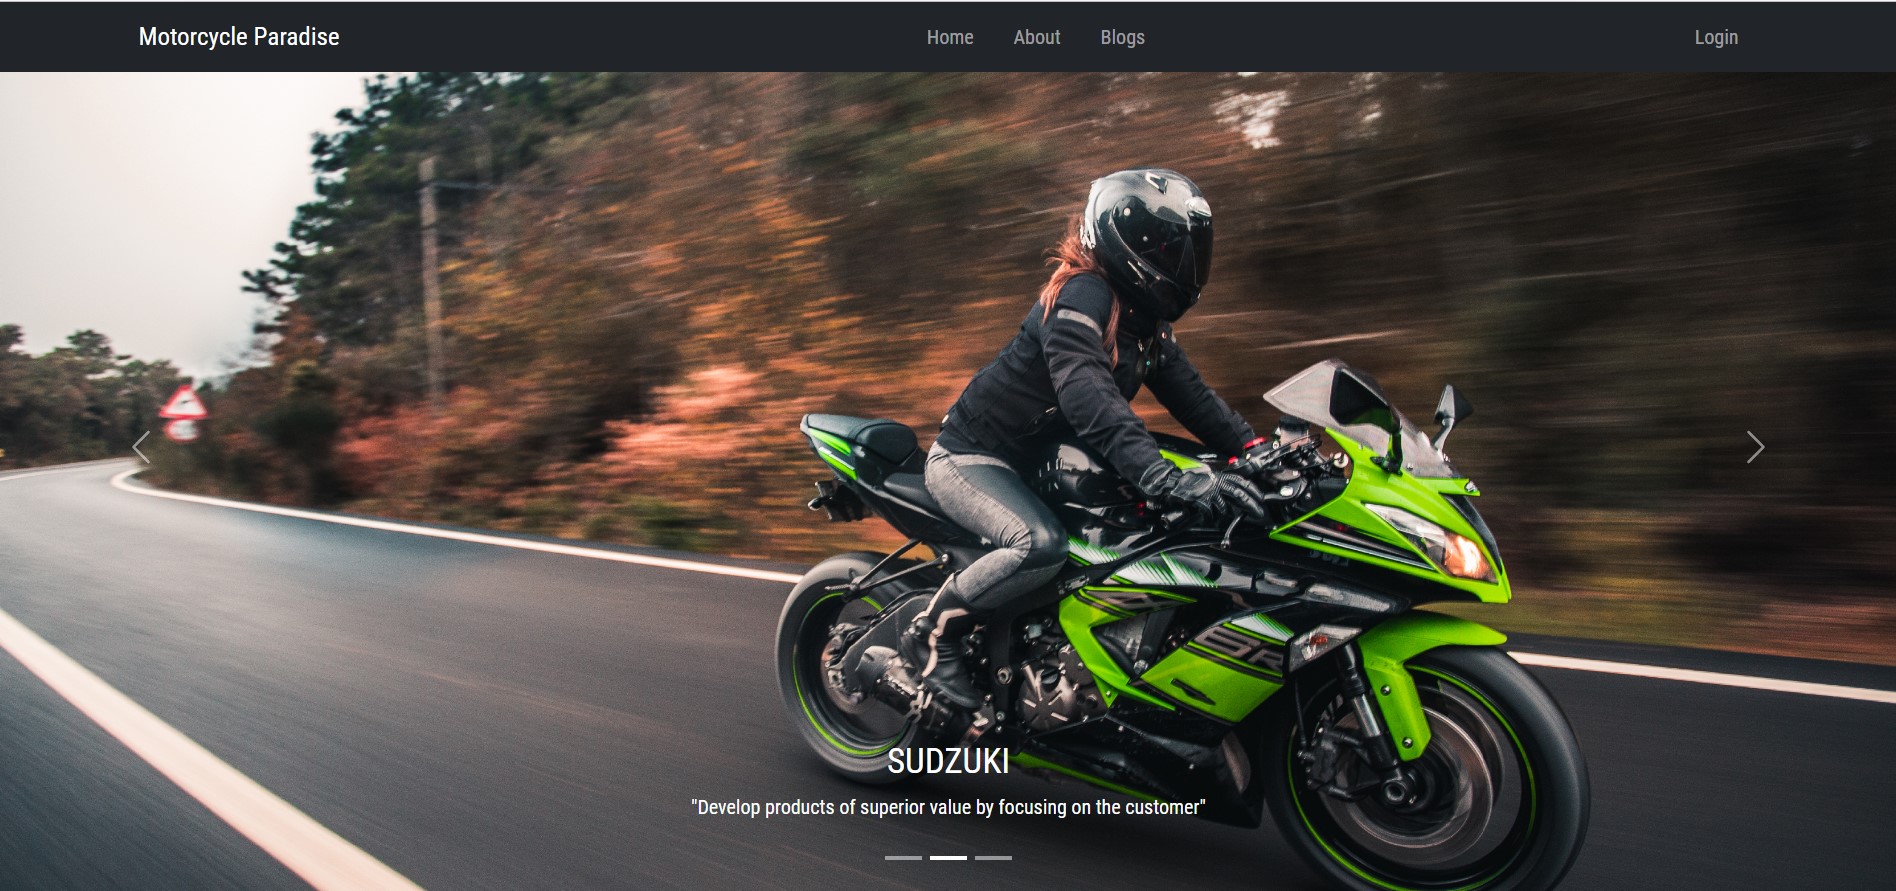 Motorcycle Paradise
Home About Blogs
Login
SUDZUKI
"Develop products of superior value by focusing on the customer"